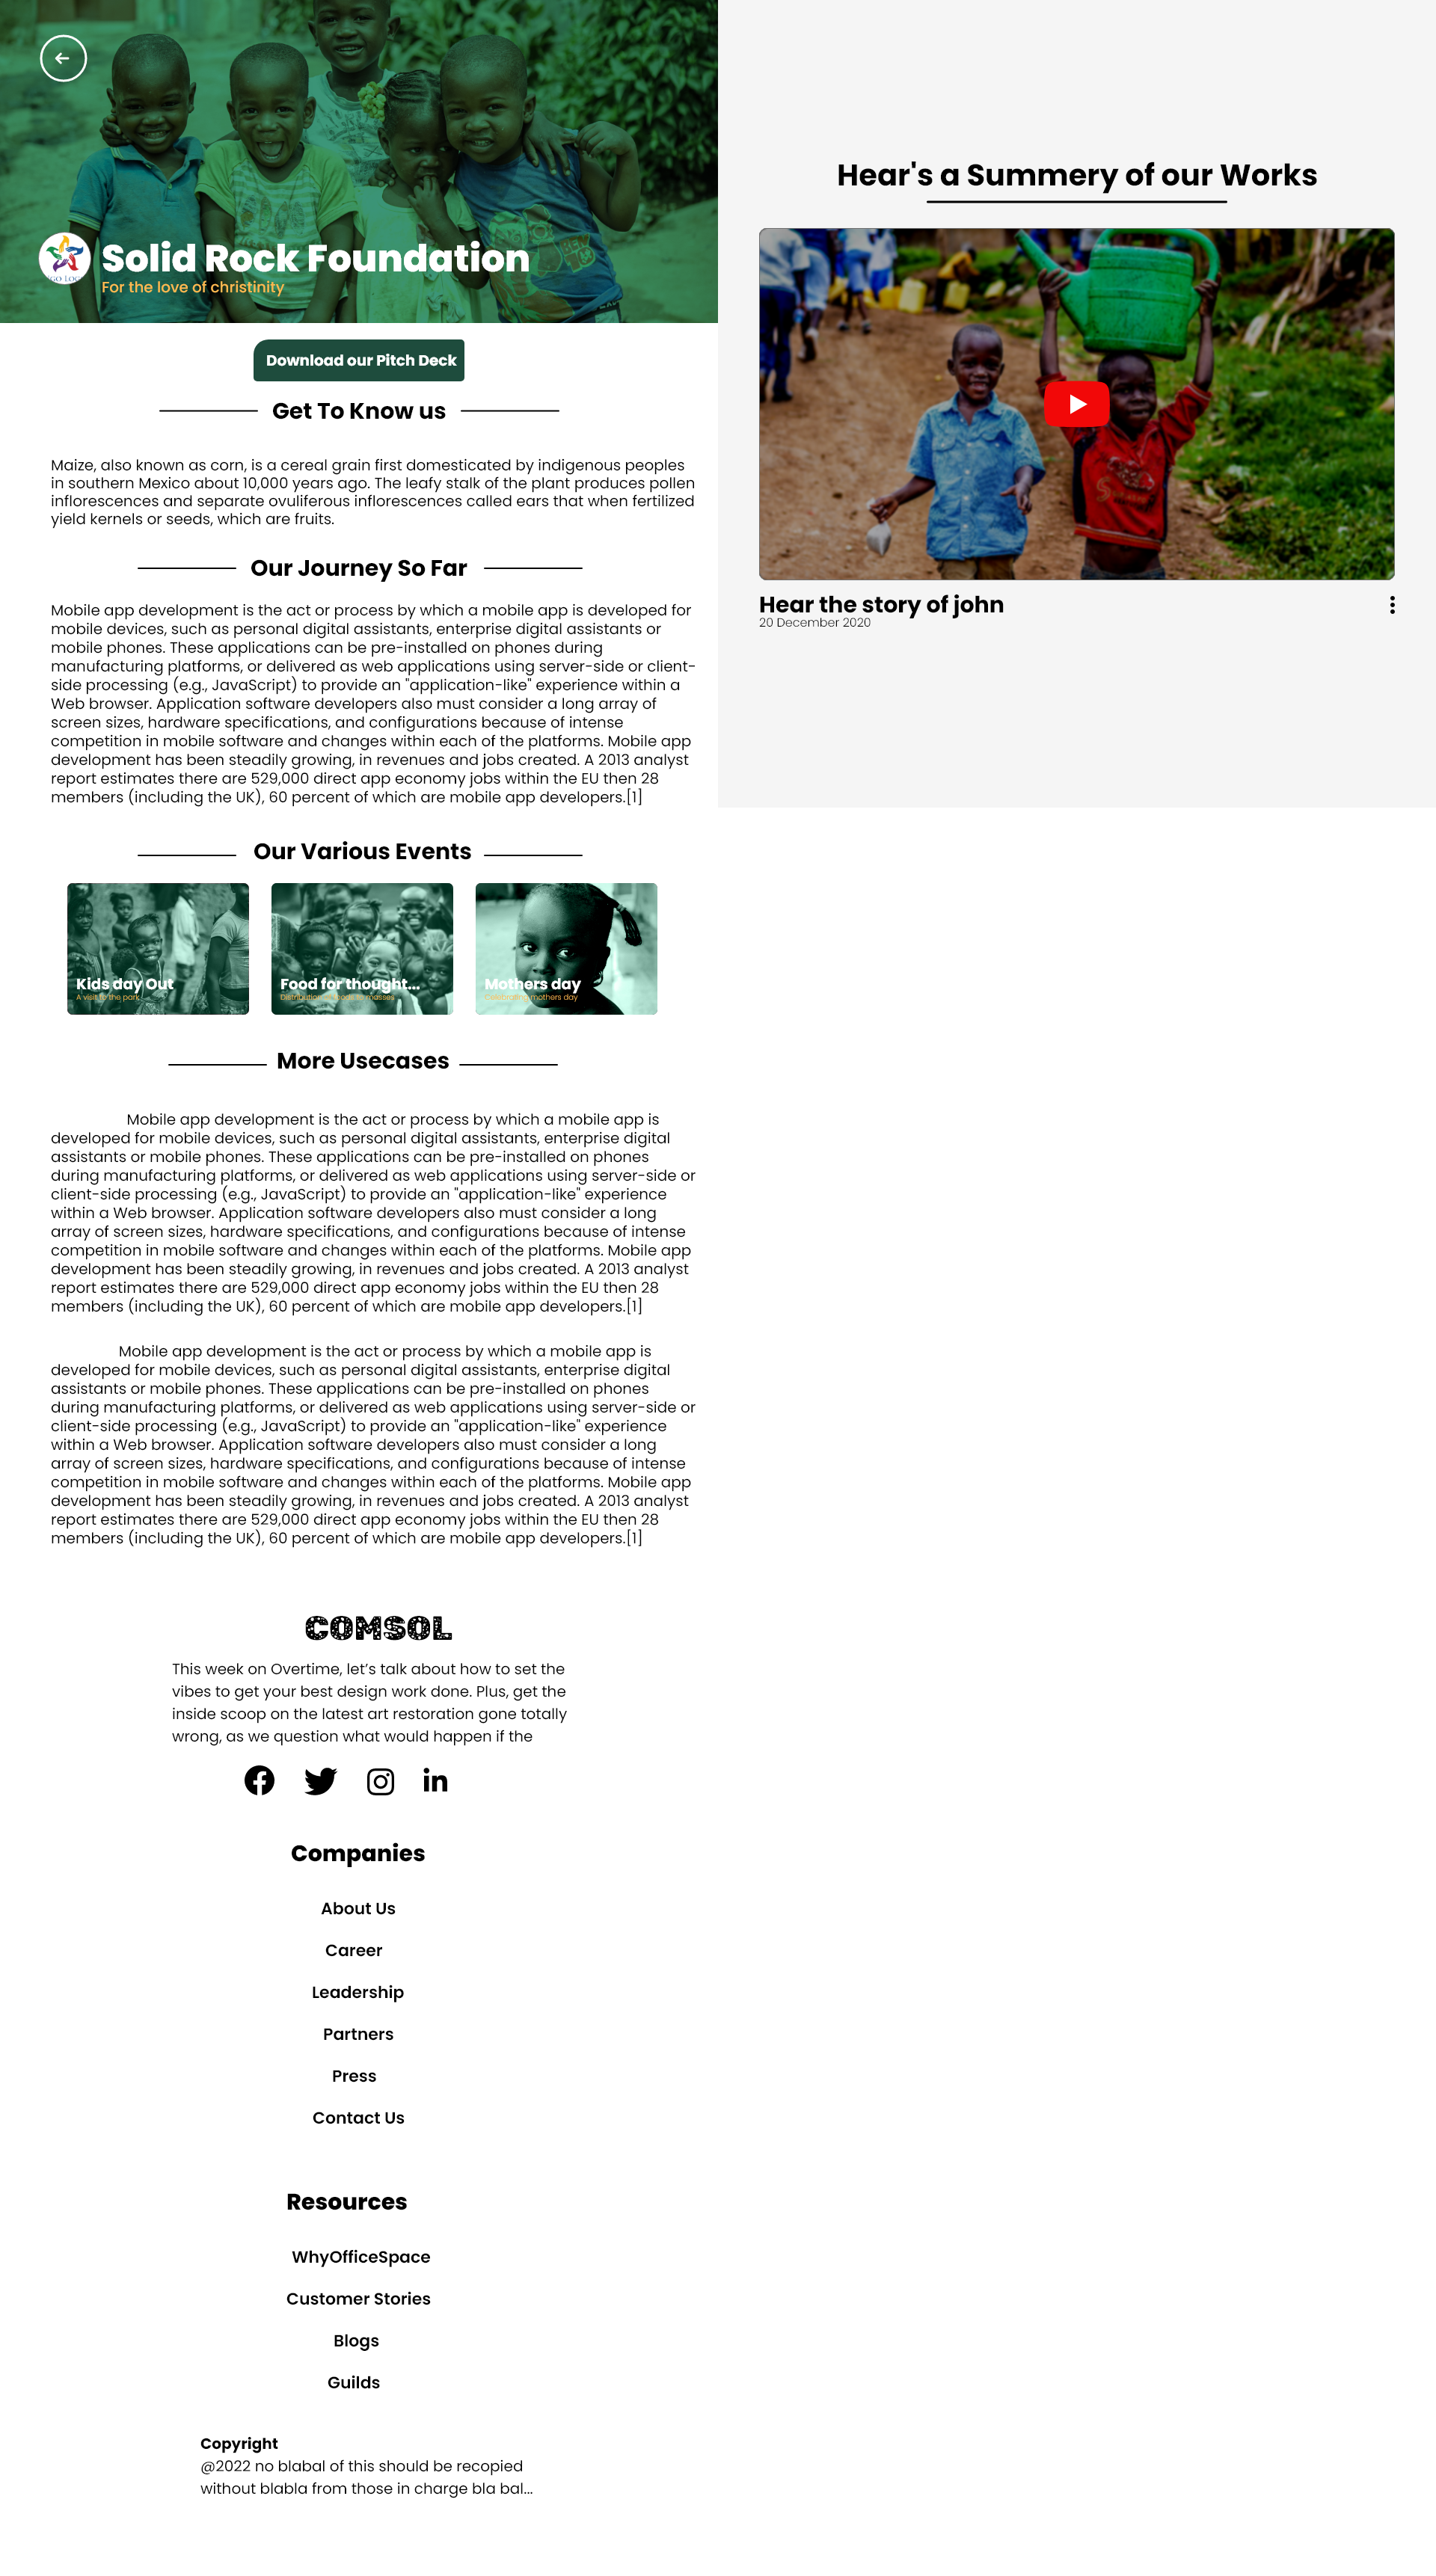 Solid Rock Foundation
For the love of christinity
Download our Pitch Deck
Get To Know us
Maize, also known as corn, is a cereal grain first domesticated by indigenous peoples
in southern Mexico about 10,000 years ago. The leafy stalk of the plant produces pollen
inflorescences and separate ovuliferous inflorescences called ears that when fertilized
yield kernels or seeds, which are fruits.
Our Journey So Far
Mobile app development is the act or process by which a mobile app is developed for
mobile devices, such as personal digital assistants, enterprise digital assistants or
mobile phones. These applications can be pre-installed on phones during
manufacturing platforms, or delivered as web applications using server-side or client-
side processing (e.g., JavaScript) to provide an "application-like" experience within a
Web browser. Application software developers also must consider a long array of
screen sizes, hardware specifications, and configurations because of intense
competition in mobile software and changes within each of the platforms. Mobile app
development has been steadily growing, in revenues and jobs created. A 2013 analyst
report estimates there are 529,000 direct app economy jobs within the EU then 28
members (including the UK), 60 percent of which are mobile app developers.[1]
Our Various Events
Kids day Out
A visit to the park
Food for thought...
Mothers day
Celebrating mothers day
More Usecases
Mobile app development is the act or process by which a mobile app is
developed for mobile devices, such as personal digital assistants, enterprise digital
assistants or mobile phones. These applications can be pre-installed on phones
during manufacturing platforms, or delivered as web applications using server-side or
client-side processing (e.g., JavaScript) to provide an "application-like" experience
within a Web browser. Application software developers also must consider a long
array of screen sizes, hardware specifications, and configurations because of intense
competition in mobile software and changes within each of the platforms. Mobile app
development has been steadily growing, in revenues and jobs created. A 2013 analyst
report estimates there are 529,000 direct app economy jobs within the EU then 28
members (including the UK), 60 percent of which are mobile app developers.[1]
Mobile app development is the act or process by which a mobile app is
developed for mobile devices, such as personal digital assistants, enterprise digital
assistants or mobile phones. These applications can be pre-installed on phones
during manufacturing platforms, or delivered as web applications using server-side or
client-side processing (e.g., JavaScript) to provide an "application-like" experience
within a Web browser. Application software developers also must consider a long
array of screen sizes, hardware specifications, and configurations because of intense
competition in mobile software and changes within each of the platforms. Mobile app
development has been steadily growing, in revenues and jobs created. A 2013 analyst
report estimates there are 529,000 direct app economy jobs within the EU then 28
members (including the UK), 60 percent of which are mobile app developers.[1]
COMSOL
This week on Overtime, let’s talk about how to set the
vibes to get your best design work done. Plus, get the
inside scoop on the latest art restoration gone totally
wrong, as we question what would happen if the
Companies
About Us
Career
Leadership
Partners
Press
Contact Us
Resources
WhyOfficeSpace
Customer Stories
Blogs
Guilds
Copyright
@2022 no blabal of this should be recopied
without blabla from those in charge bla bal...
Hear's a Summery of our Works
Hear the story of john
20 December 2020